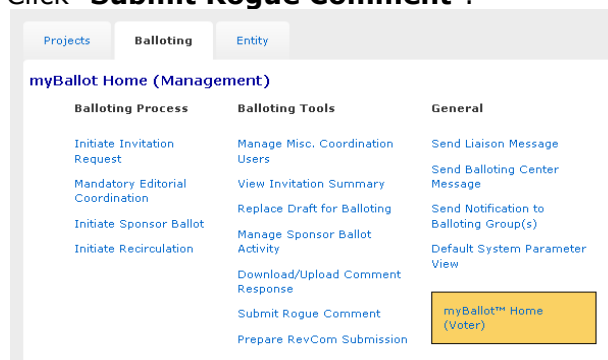 Click "Submit Rogue Comment".
Projects Balloting Entity
myBallot Home (Management)
Balloting Process
Initiate Invitation
Request
Mandatory Editorial
Coordination
Initiate Sponsor Ballot
Initiate Recirculation
Balloting Tools
Manage Misc. Coordination
Users
View Invitation Summary
Replace Draft for Balloting
Manage Sponsor Ballot
Activity
Download/Upload Comment
Response
Submit Rogue Comment
Prepare RevCom Submission
General
Send Liaison Message
Send Balloting Center
Message
Send Notification to
Balloting Group(s)
Default System Parameter
View
myBallot™ Home
(Voter)